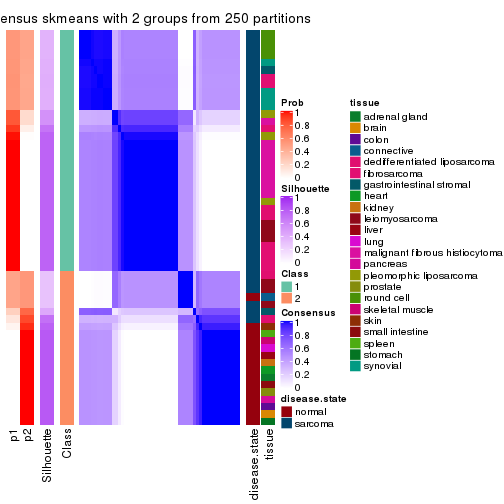 ensus skmeans with 2 groups from 250 partitions
p1
p2
Silhouette
Class
disease.state
tissue
Prob
1
0.8
0.6
0.4
0.2
0
Silhouette
1
0.8
0.6
0.4
0.2
0
Class
1
2
Consensus
1
0.8
0.6
0.4
0.2
0
disease.state
normal
sarcoma
tissue
adrenal gland
brain
colon
connective
dedifferentiated liposarcoma
fibrosarcoma
gastrointestinal stromal
heart
kidney
leiomyosarcoma
liver
lung
malignant fibrous histiocytoma
pancreas
pleomorphic liposarcoma
prostate
round cell
skeletal muscle
skin
small intestine
spleen
stomach
synovial